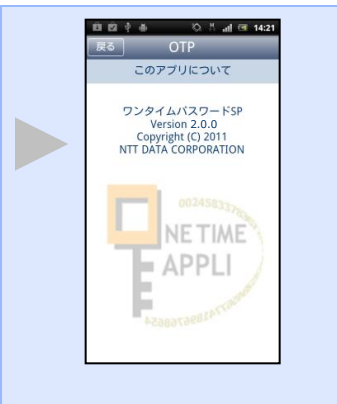 14:21
戻る OTP
このアプリについて
ワンタイムパスワードSP
Version 2.0.0
Copyright (C) 2011
NTT DATA CORPORATION
NE TIME
APPLI